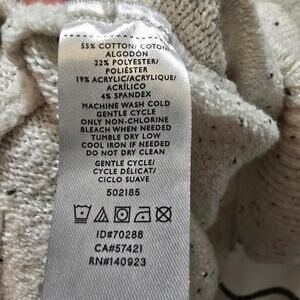 55% COTTON/ COTON/
ALGODÓN
22% POLYESTER/
POLIÉSTER
19% ACRYLIC/ACRYLIQUE/
ACRÍLICO
4% SPANDEX
MACHINE WASH COLD
GENTLE CYCLE
ONLY NON-CHLORINE
BLEACH WHEN NEEDED
TUMBLE DRY LOW
COOL IRON IF NEEDED
DO NOT DRY CLEAN
GENTLE CYCLE/
CYCLE DÉLICAT/
CICLO SUAVE
502185
ID#70288
CA#57421
RN#140923